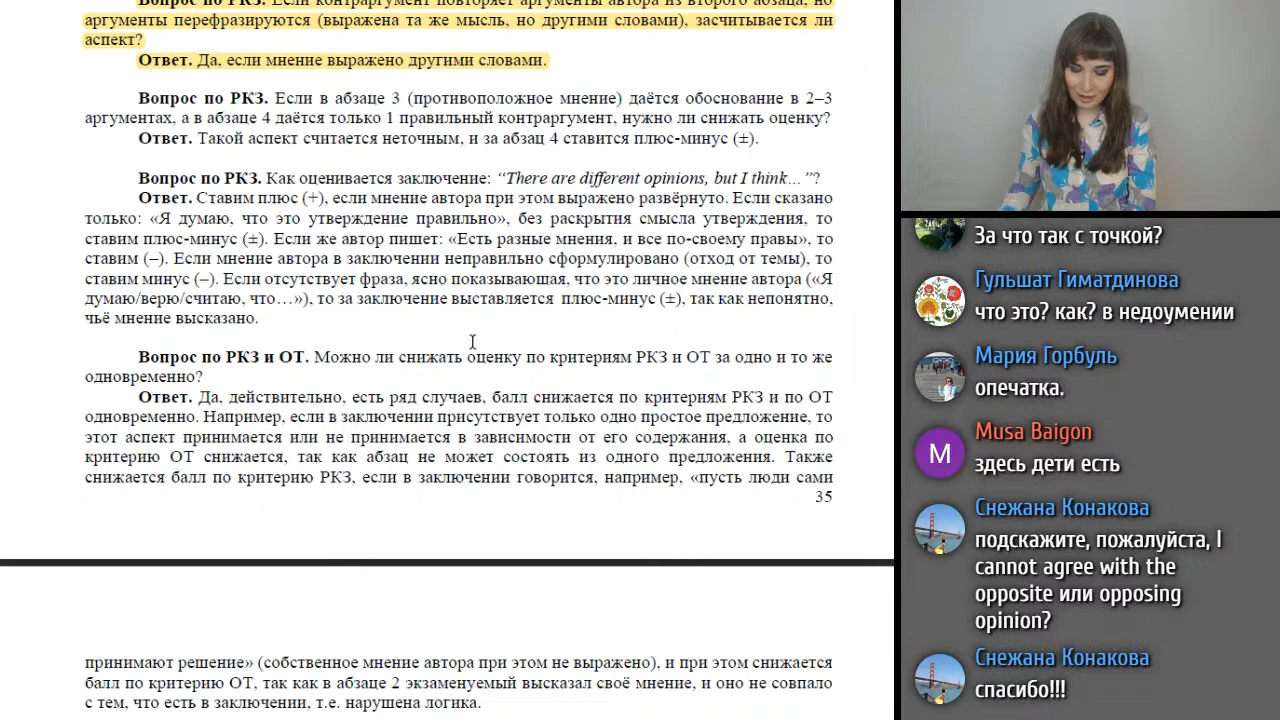 Вопрос по РКЗ. Если контраргумент повторяет аргументы автора из второго абзаца, но
аргументы перефразируются (выражена та же мысль, но другими словами), засчитывается ли
аспект?
Ответ. Да, если мнение выражено другими словами.
Вопрос по РКЗ. Если в абзаце 3 (противоположное мнение) даётся обоснование в 2–3
аргументах, а в абзаце 4 даётся только 1 правильный контраргумент, нужно ли снижать оценку?
Ответ. Такой аспект считается неточным, и за абзац 4 ставится плюс-минус (±).
Вопрос по РКЗ. Как оценивается заключение: “There are different opinions, but I think…”?
Ответ. Ставим плюс (+), если мнение автора при этом выражено развёрнуто. Если сказано
только: «Я думаю, что это утверждение правильно», без раскрытия смысла утверждения, то
ставим плюс-минус (±). Если же автор пишет: «Есть разные мнения, и все по-своему правы», то
ставим (–). Если мнение автора в заключении неправильно сформулировано (отход от темы), то
ставим минус (–). Если отсутствует фраза, ясно показывающая, что это личное мнение автора («Я
думаю/верю/считаю, что…»), то за заключение выставляется плюс-минус (±), так как непонятно,
чьё мнение высказано.
Вопрос по РКЗ и ОТ. Можно ли снижать оценку по критериям РКЗ и ОТ за одно и то же
одновременно?
Ответ. Да, действительно, есть ряд случаев, балл снижается по критериям РКЗ и по ОТ
одновременно. Например, если в заключении присутствует только одно простое предложение, то
этот аспект принимается или не принимается в зависимости от его содержания, а оценка по
критерию ОТ снижается, так как абзац не может состоять из одного предложения. Также
снижается балл по критерию РКЗ, если в заключении говорится, например, «пусть люди сами
35
принимают решение» (собственное мнение автора при этом не выражено), и при этом снижается
балл по критерию ОТ, так как в абзаце 2 экзаменуемый высказал своё мнение, и оно не совпало
с тем, что есть в заключении, т.е. нарушена логика.
За что так с точкой?
Гульшат Гиматдинова
что это? как? в недоумении
Мария Горбуль
опечатка.
M
Musa Baigon
здесь дети есть
Снежана Конакова
подскажите, пожалуйста, I
cannot agree with the
opposite или opposing
opinion?
Снежана Конакова
спасибо!!!